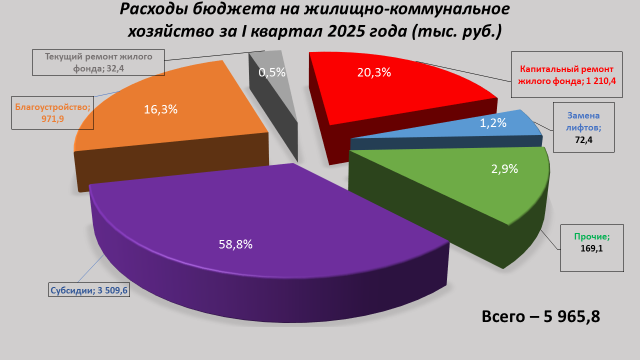 Расходы бюджета на жилищно-коммунальное
хозяйство за I квартал 2025 года (тыс. руб.)
Текущий ремонт жилого
фонда; 32,4
0,5%
20,3%
Капитальный ремонт
жилого фонда; 1 210,4
Благоустройство;
971,9
16,3%
1,2%
Замена
лифтов;
72,4
2,9%
58,8%
Прочие;
169,1
Субсидии; 3 509,6
Всего – 5 965,8